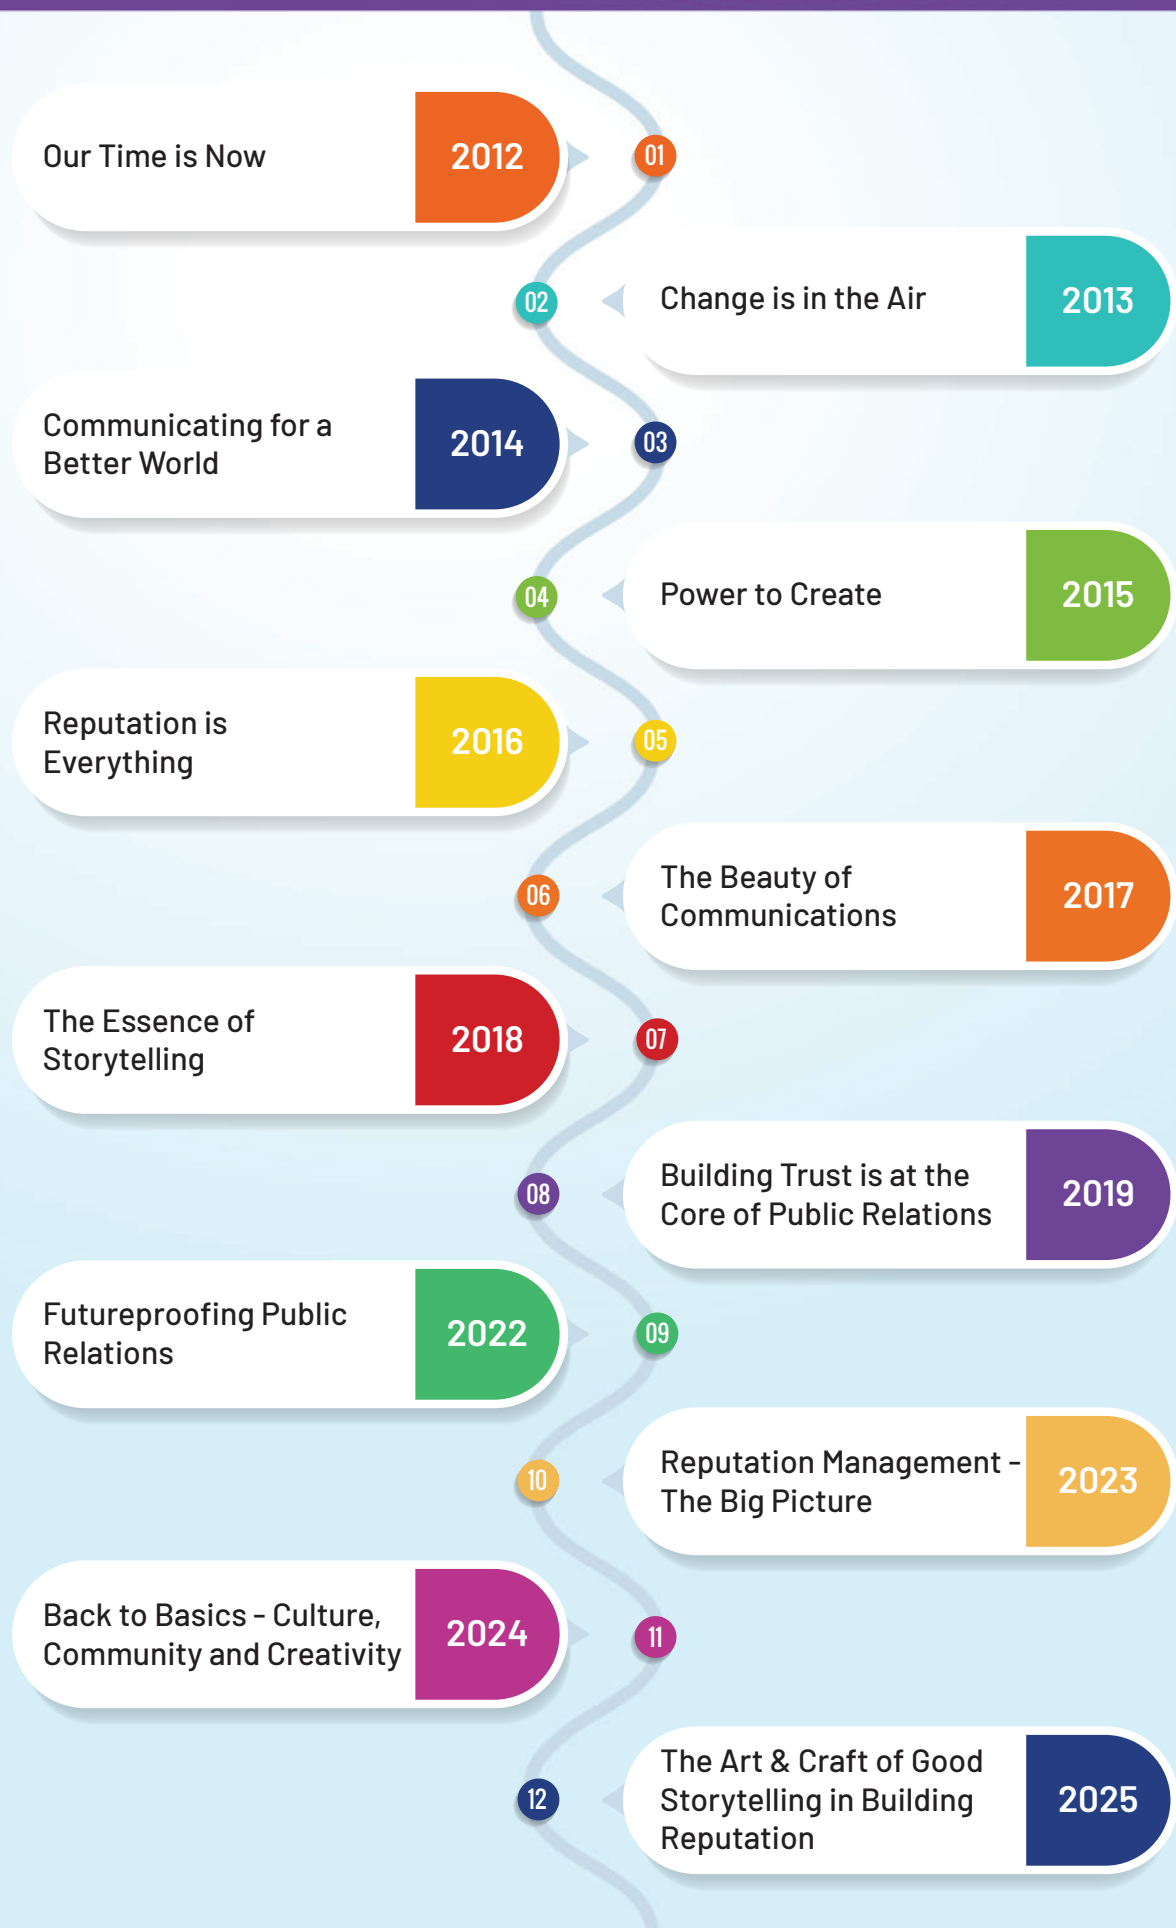 Our Time is Now
2012
01
02
Change is in the Air
2013
Communicating for a
Better World
2014
03
04
Power to Create
2015
Reputation is
Everything
2016
05
06
The Beauty of
Communications
2017
The Essence of
Storytelling
2018
07
08
Building Trust is at the
Core of Public Relations
2019
Futureproofing Public
Relations
2022
09
10
Reputation Management -
The Big Picture
2023
Back to Basics - Culture,
Community and Creativity
2024
11
12
The Art & Craft of Good
Storytelling in Building
Reputation
2025